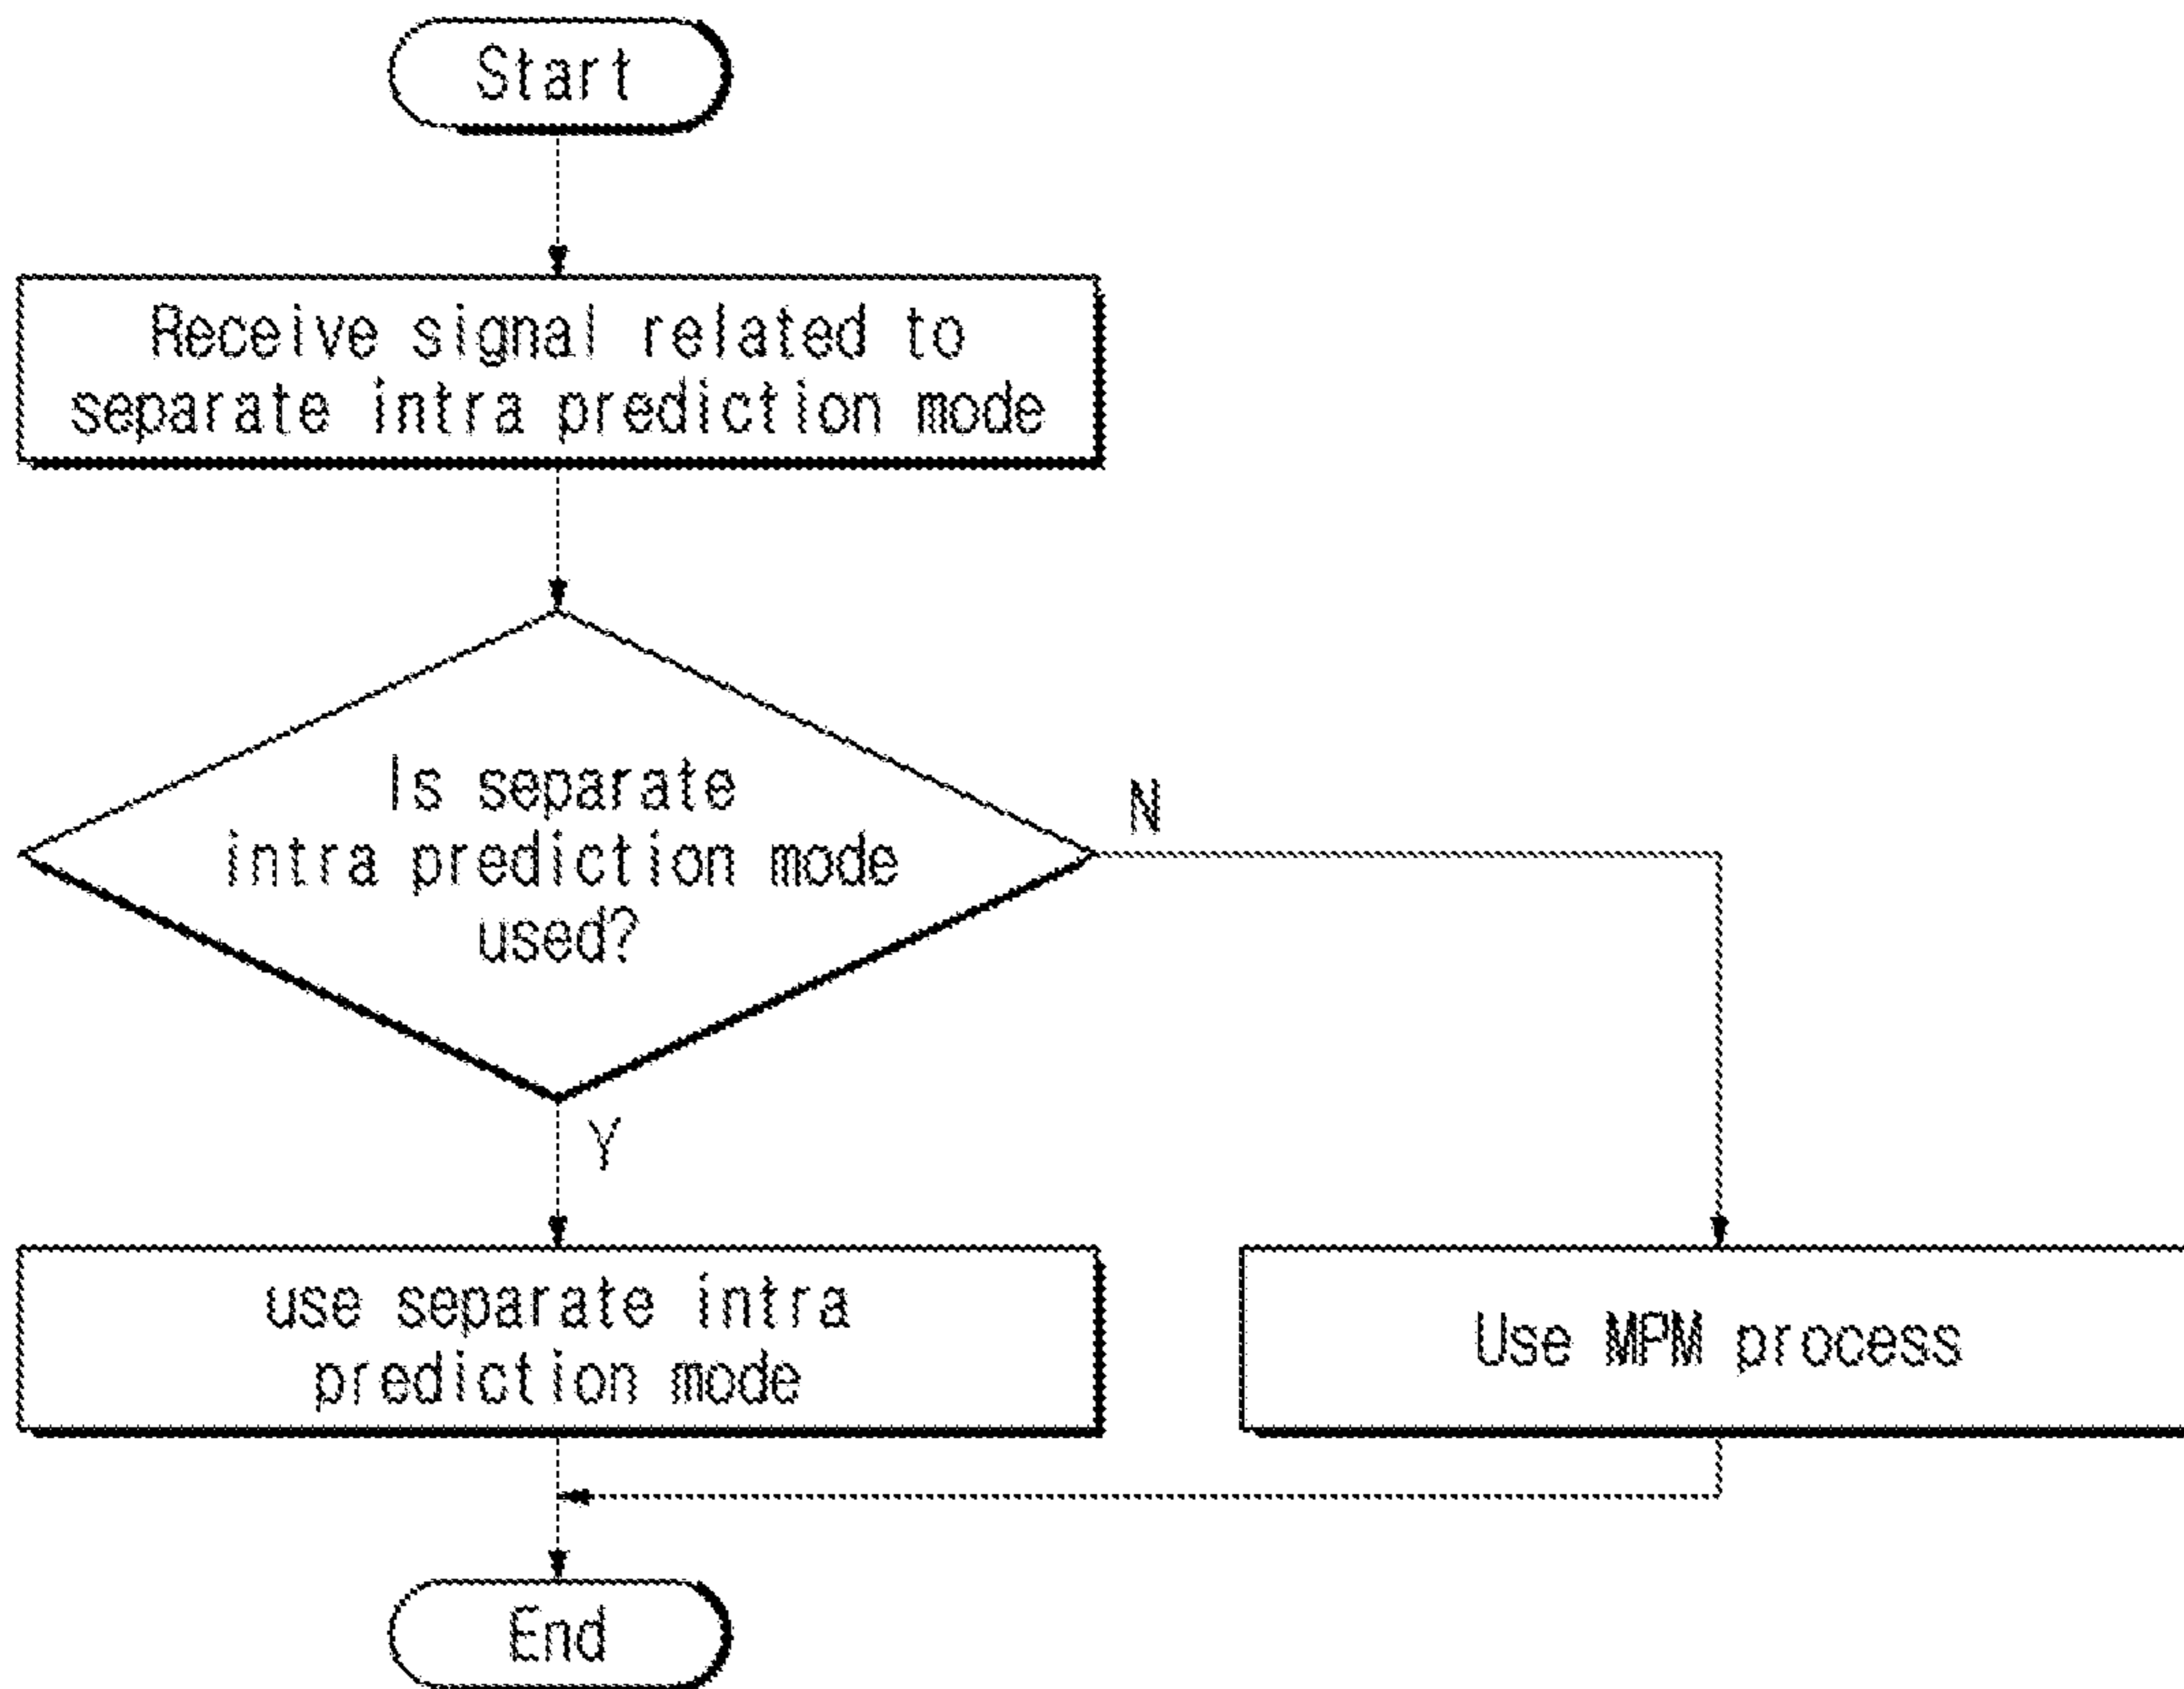 Start
Receive signal related to
separate intra prediction mode
Is separate
intra prediction mode
used?
N
Y
use separate intra
prediction mode
Use MPM process
End